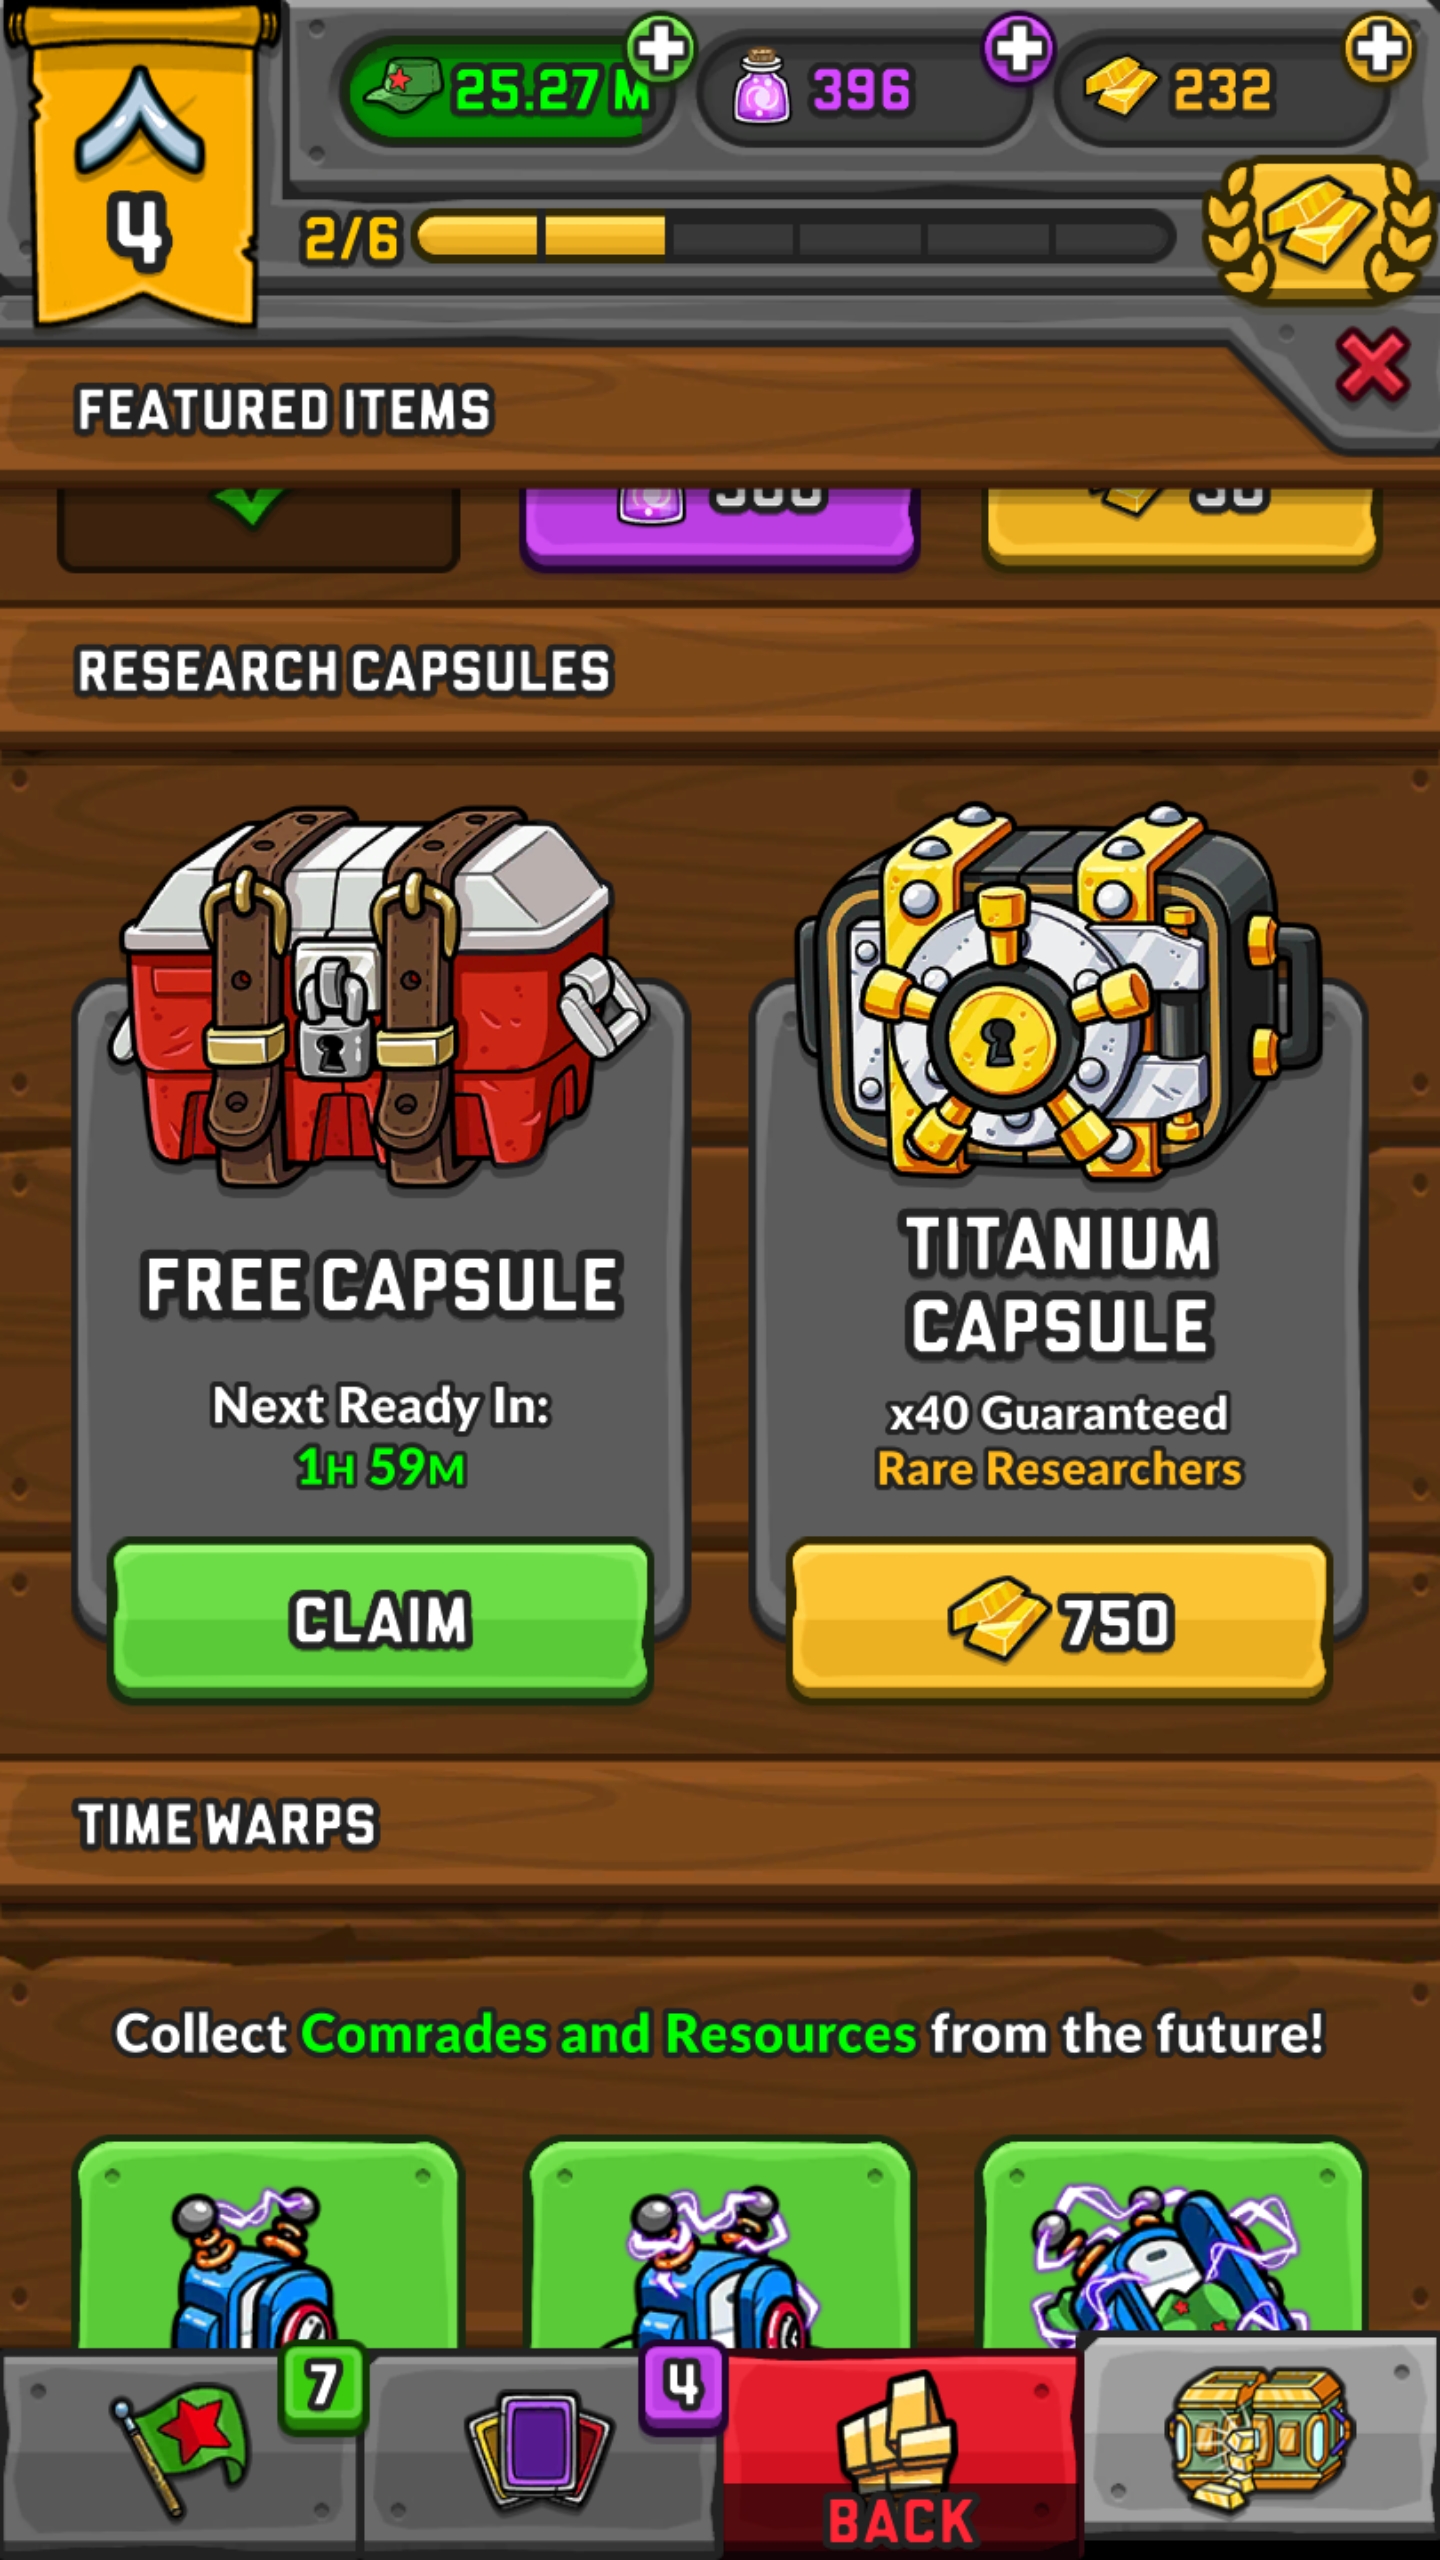 25.27 M
396
232
4
2/6
FEATURED ITEMS
RESEARCH CAPSULES
FREE CAPSULE
Next Ready In:
1H 59M
CLAIM
TITANIUM
CAPSULE
x40 Guaranteed
Rare Researchers
750
TIME WARPS
Collect Comrades and Resources from the future!
7
4
BACK